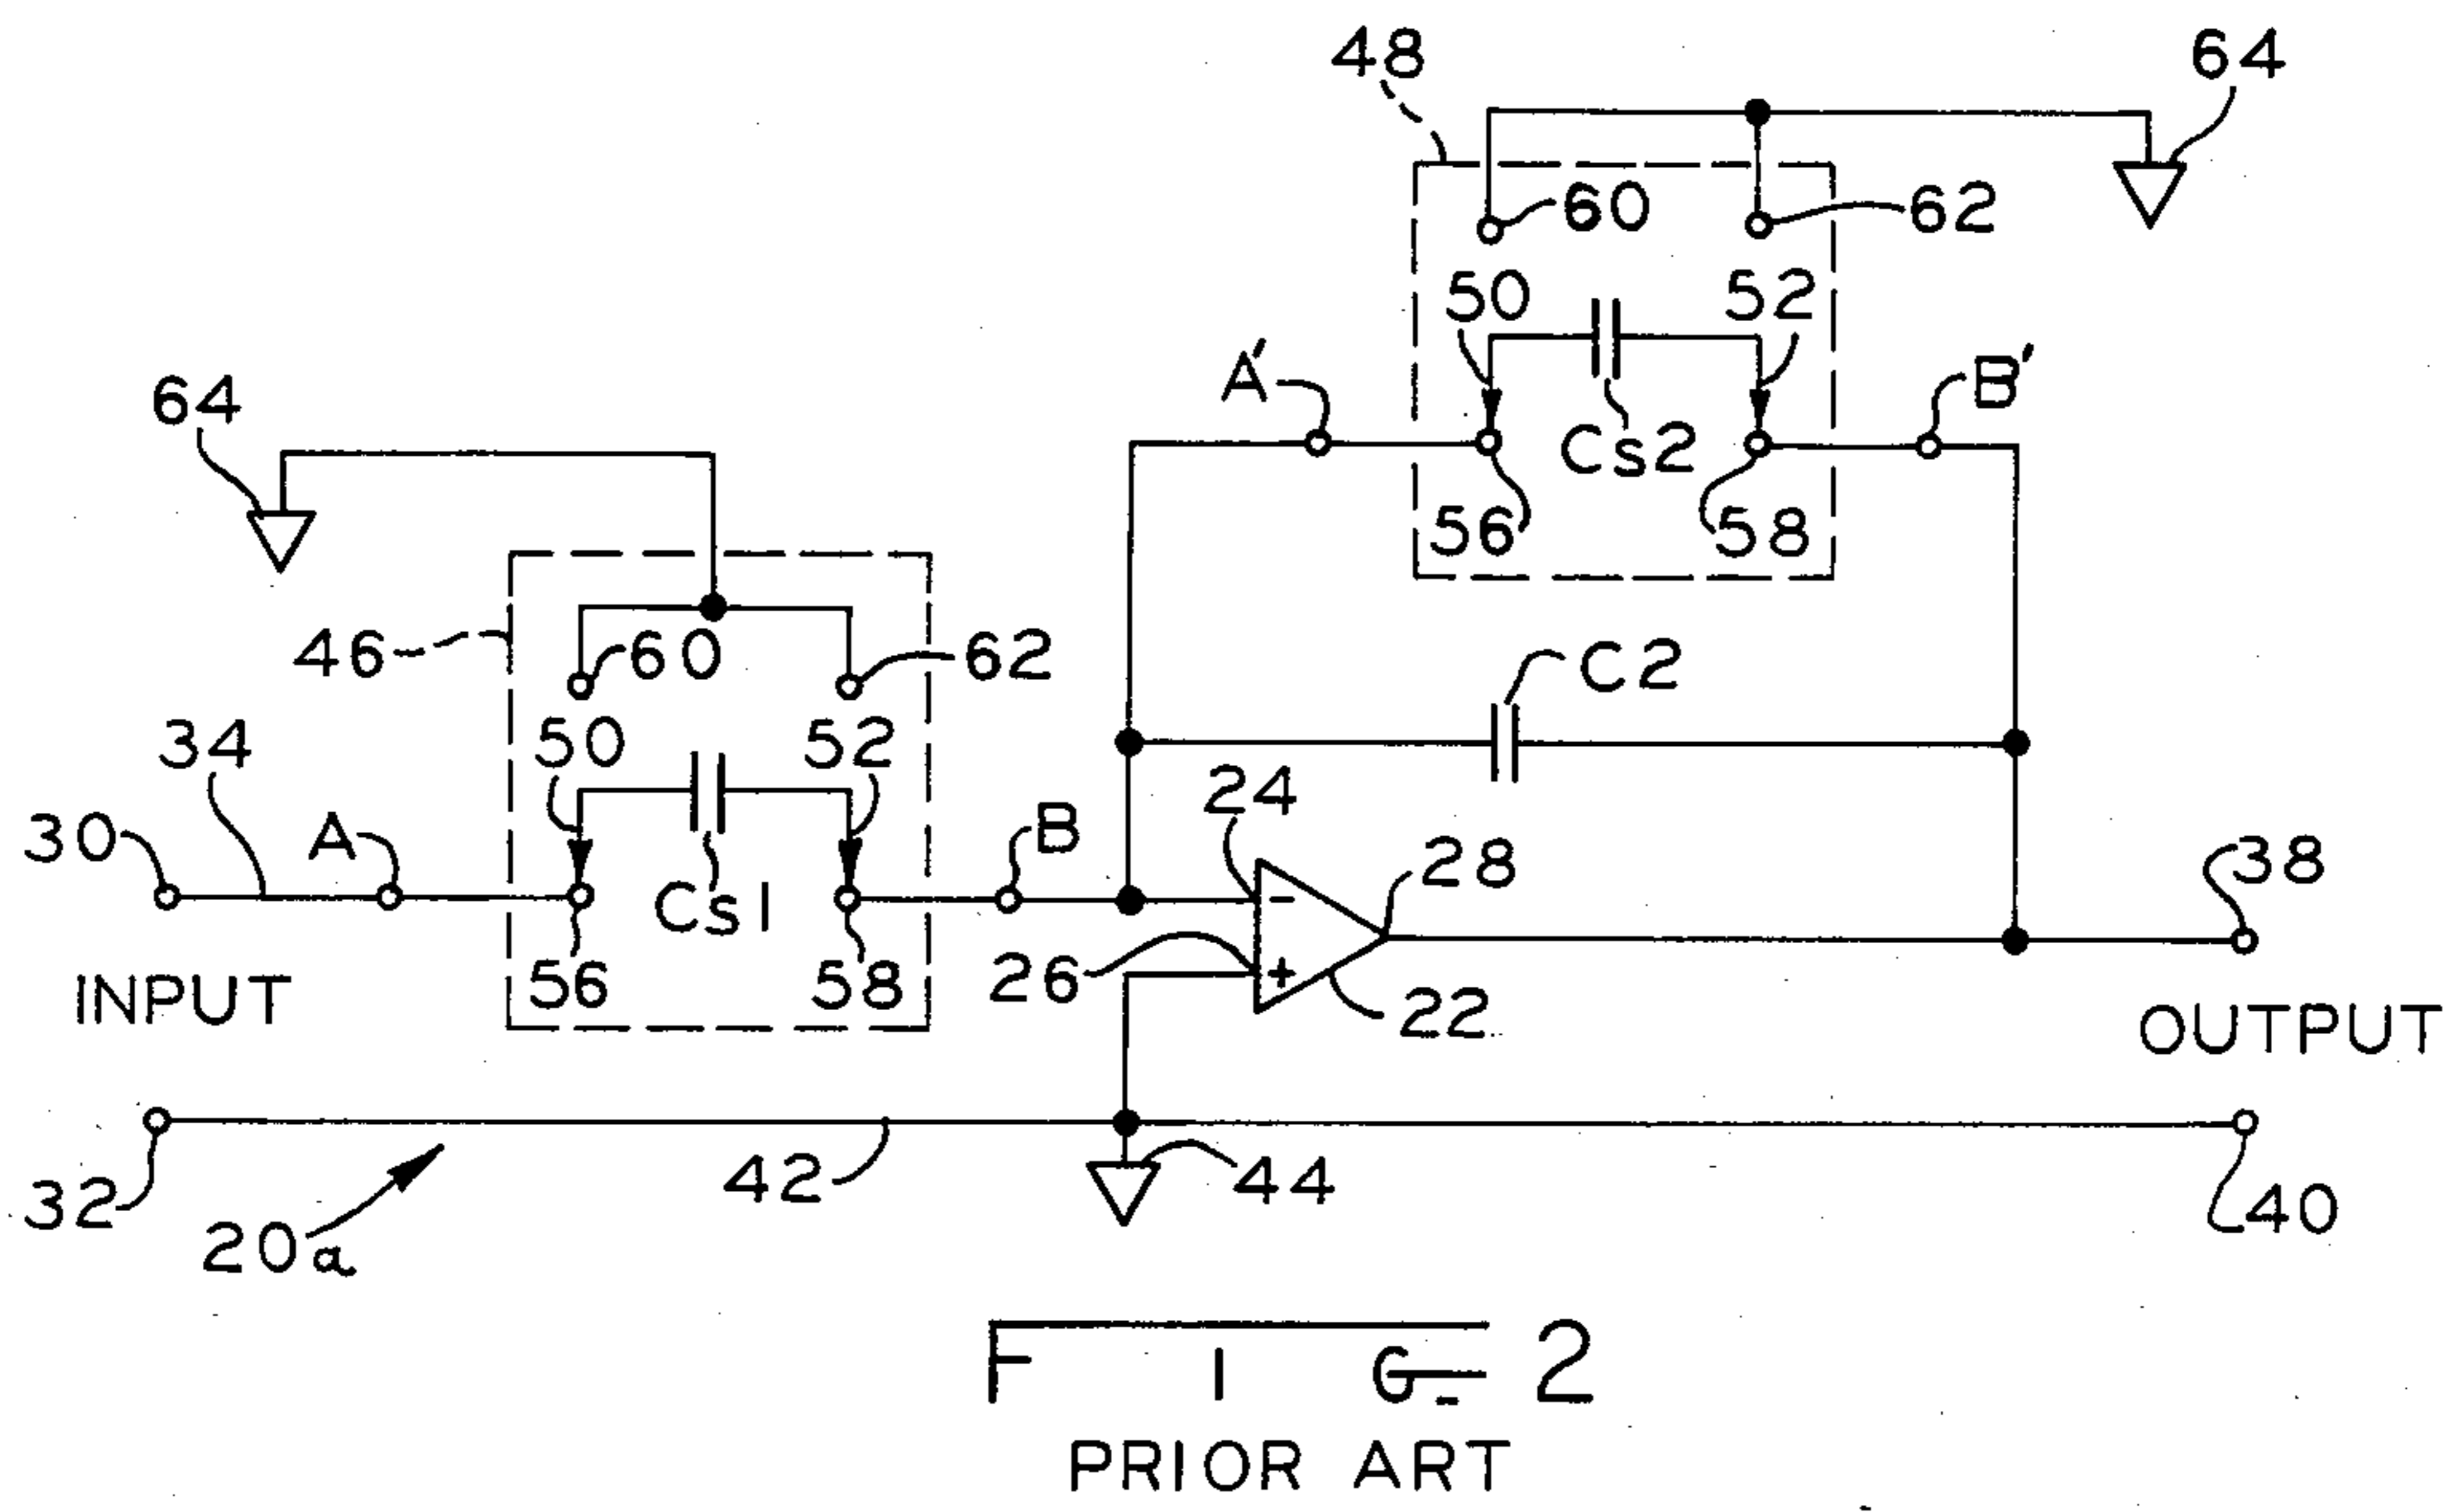 48 64
60 62
50 52
A' B'
64 Cs2
56 58
46 60 62 C2
34 50 52
24
30 A B 28 38
Cs1 -
26 +
INPUT 56 58 22 OUTPUT
32 42 44 40
20a
FIG_ 2
PRIOR ART